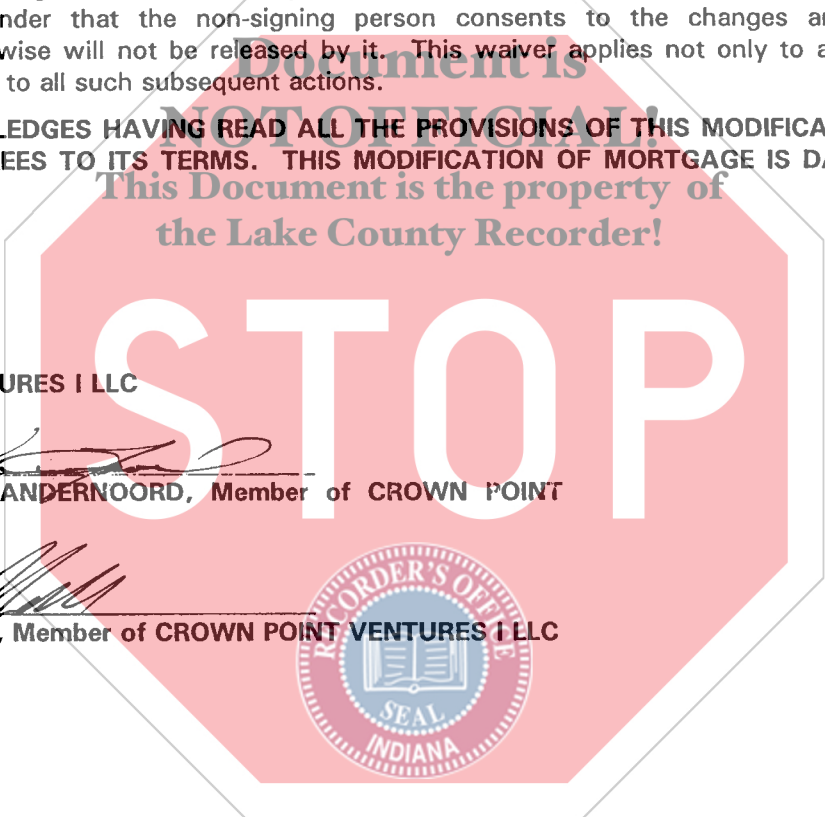 nder that the non-signing person consents to the changes a
wise will not be released by it. This waiver applies not only to a
to all such subsequent actions.
Document is
NOT OFFICIAL!
This Document is the property of
the Lake County Recorder!
LEDGES HAVING READ ALL THE PROVISIONS OF THIS MODIFICA
EES TO ITS TERMS. THIS MODIFICATION OF MORTGAGE IS DA
STOP
URES I LLC
ANDERNOORD, Member of CROWN POINT
, Member of CROWN POINT VENTURES I LLC
RECORDER'S OFFICE
SEAL
INDIANA